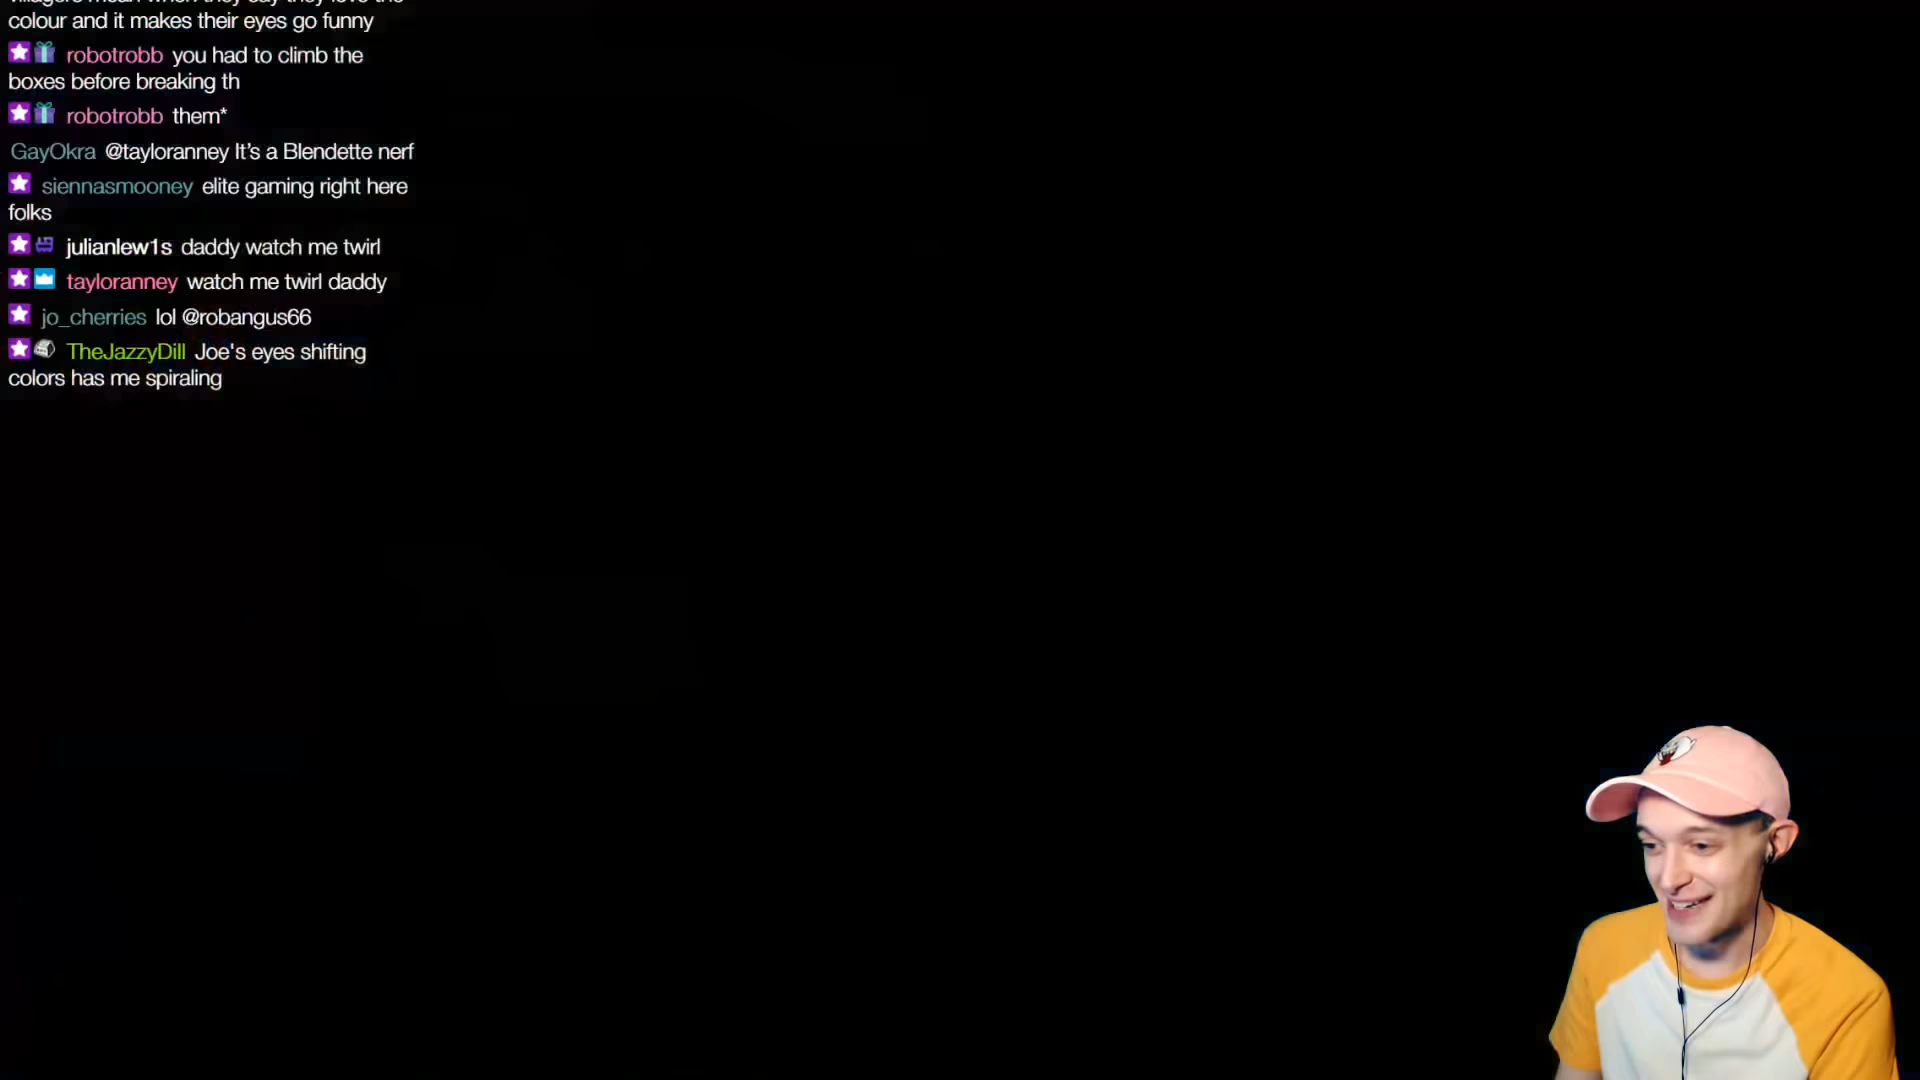 colour and it makes their eyes go funny
robotrobb you had to climb the
boxes before breaking th
robotrobb them*
GayOkra @tayloranney It's a Blendette nerf
siennasmooney elite gaming right here
folks
julianlew1s daddy watch me twirl
tayloranney watch me twirl daddy
jo_cherries lol @robangus66
TheJazzyDill Joe's eyes shifting
colors has me spiraling